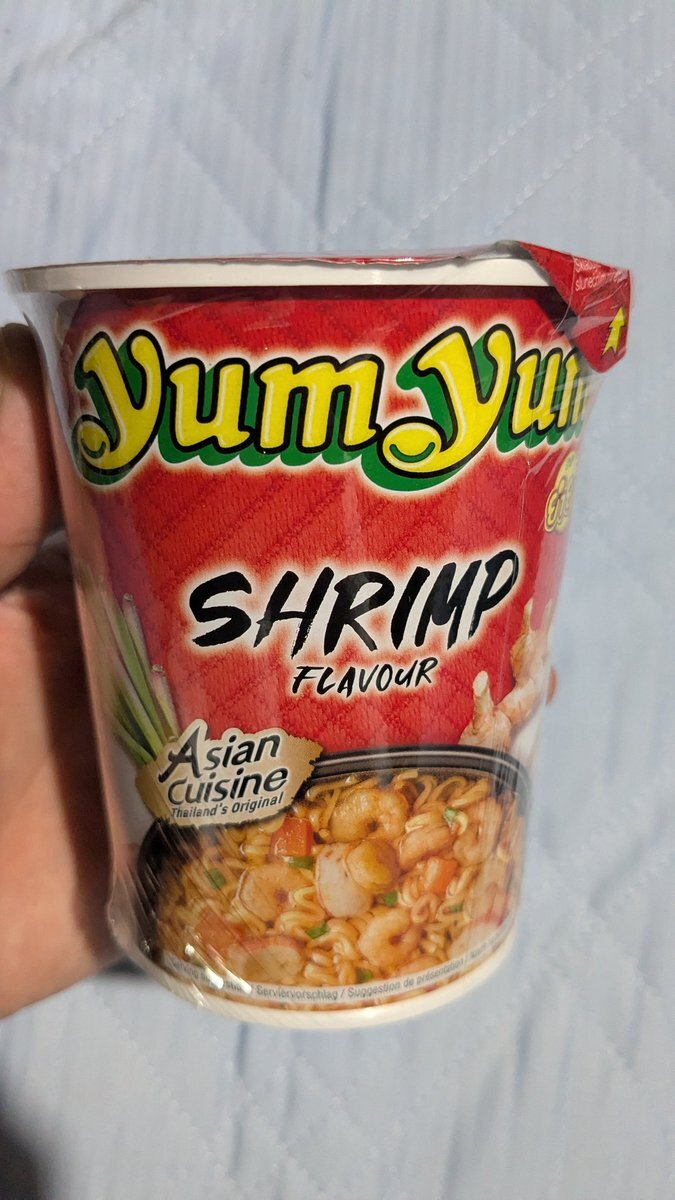 Yum Yum
SHRIMP
FLAVOUR
Asian
Cuisine
Thailand's Original
/ Serviervorschlag / Suggestion de présentation /